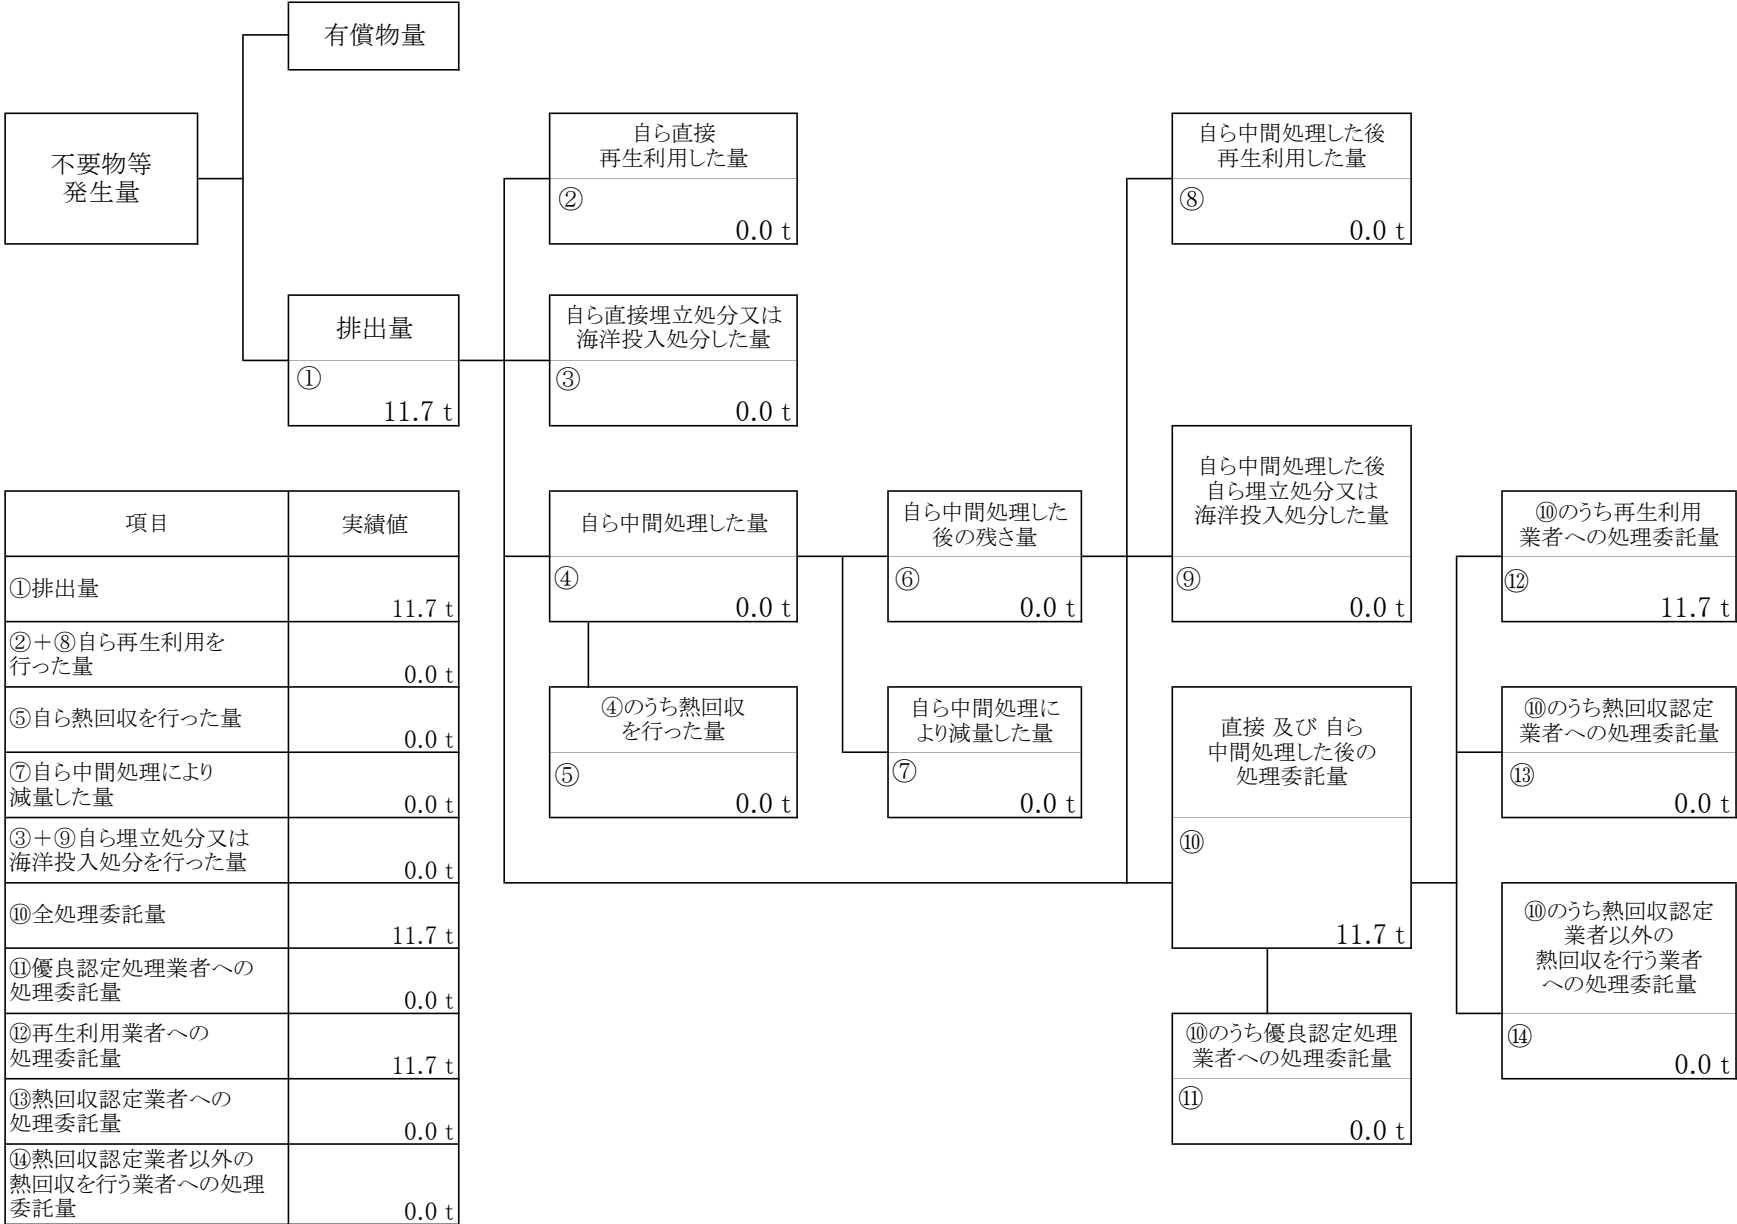 有償物量
不要物等
発生量
自ら直接
再生利用した量
②
0.0 t
自ら中間処理した後
再生利用した量
⑧
0.0 t
排出量
①
11.7 t
自ら直接埋立処分又は
海洋投入処分した量
③
0.0 t
自ら中間処理した量
④
0.0 t
自ら中間処理した
後の残さ量
⑥
0.0 t
自ら中間処理した後
自ら埋立処分又は
海洋投入処分した量
⑨
0.0 t
⑩のうち再生利用
業者への処理委託量
⑫
11.7 t
④のうち熱回収
を行った量
⑤
0.0 t
自ら中間処理に
より減量した量
⑦
0.0 t
直接 及び 自ら
中間処理した後の
処理委託量
⑩
11.7 t
⑩のうち熱回収認定
業者への処理委託量
⑬
0.0 t
⑩のうち熱回収認定
業者以外の
熱回収を行う業者
への処理委託量
⑭
0.0 t
⑩のうち優良認定処理
業者への処理委託量
⑪
0.0 t
項目 実績値
①排出量
11.7 t
②＋⑧自ら再生利用を
行った量
0.0 t
⑤自ら熱回収を行った量
0.0 t
⑦自ら中間処理により
減量した量
0.0 t
③＋⑨自ら埋立処分又は
海洋投入処分を行った量
0.0 t
⑩全処理委託量
11.7 t
⑪優良認定処理業者への
処理委託量
0.0 t
⑫再生利用業者への
処理委託量
11.7 t
⑬熱回収認定業者への
処理委託量
0.0 t
⑭熱回収認定業者以外の
熱回収を行う業者への処理
委託量
0.0 t